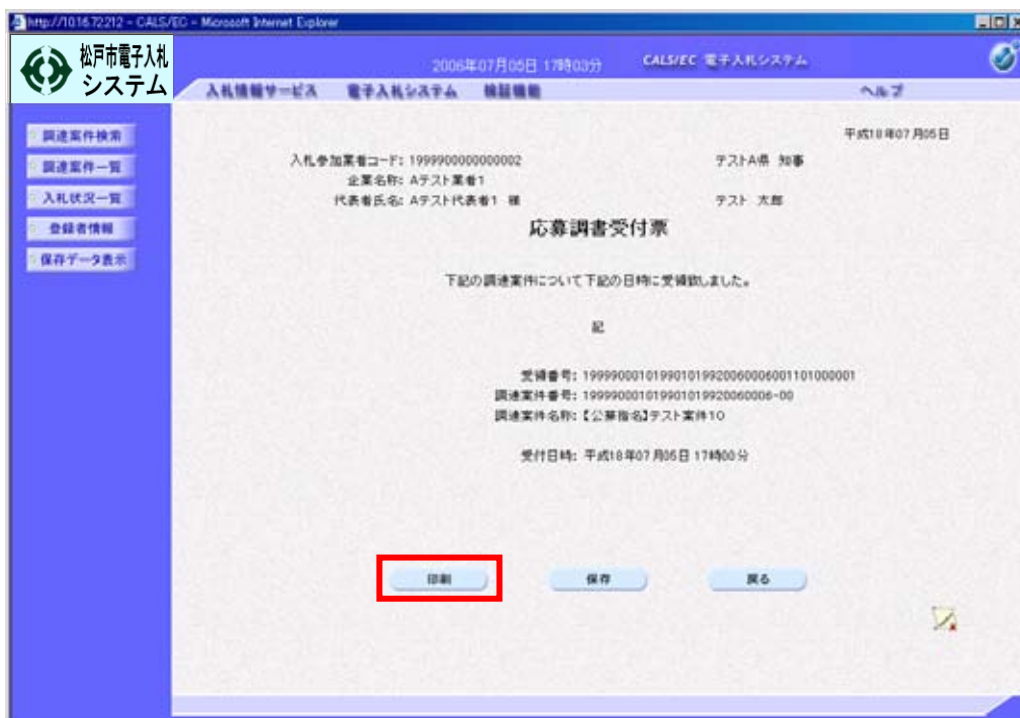 http://10.16.72.212 - CALS/EC - Microsoft Internet Explorer
松戸市電子入札
システム
2006年07月05日 17時03分
CALS/EC 電子入札システム
入札情報サービス 電子入札システム 検証機能 ヘルプ
調達案件検索
調達案件一覧
入札状況一覧
登録者情報
保存データ表示
平成18年07月05日
入札参加業者コード: 1999900000000002 テストA県 知事
企業名称: Aテスト業者1
代表者氏名: Aテスト代表者1 様 テスト 太郎
応募調書受付票
下記の調達案件について下記の日時に受領致しました。
記
受領番号: 199990001019901019920060006001101000001
調達案件番号: 199990001019901019920060006-00
調達案件名称: 【公募指名】テスト案件10
受付日時: 平成18年07月05日 17時00分
印刷
保存
戻る